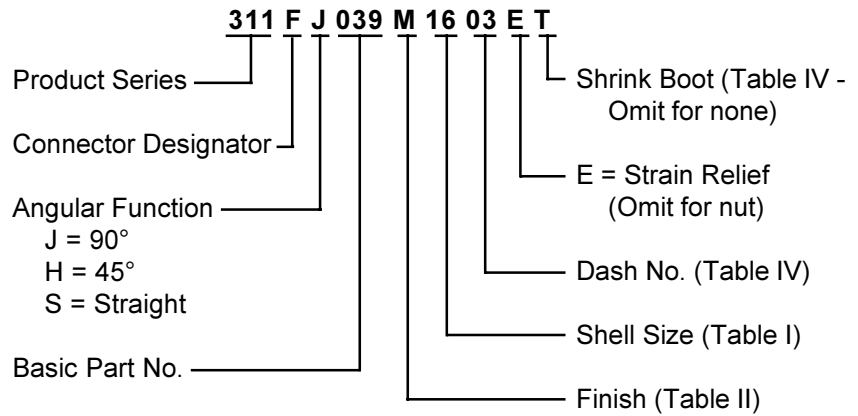 311 F J 039 M 16 03 E T
Product Series
Connector Designator
Angular Function
J = 90°
H = 45°
S = Straight
Basic Part No.
Shrink Boot (Table IV -
Omit for none)
E = Strain Relief
(Omit for nut)
Dash No. (Table IV)
Shell Size (Table I)
Finish (Table II)